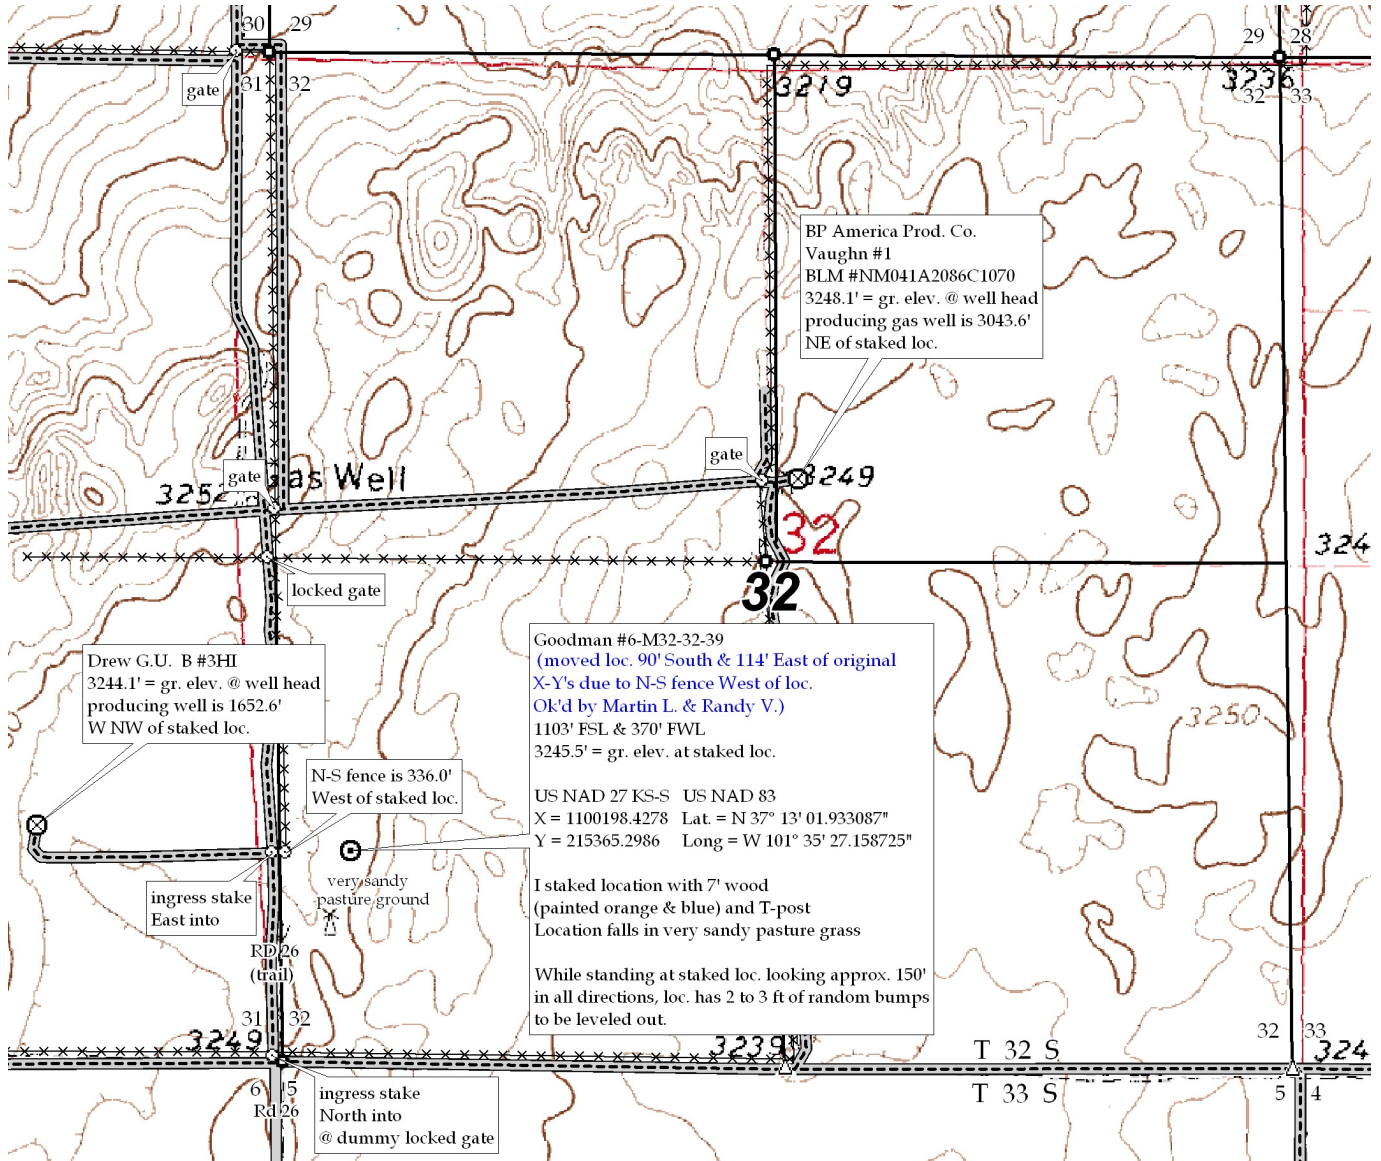 30 29
29 28
gate
31 32
3219
3236
32 33
BP America Prod. Co.
Vaughn #1
BLM #NM041A2086C1070
3248.1' = gr. elev. @ well head
producing gas well is 3043.6'
NE of staked loc.
gate
gate
as Well
3252
3249
32
324
locked gate
32
Goodman #6-M32-32-39
(moved loc. 90' South & 114' East of original
X-Y's due to N-S fence West of loc.
Ok'd by Martin L. & Randy V.)
1103' FSL & 370' FWL
3245.5' = gr. elev. at staked loc.
US NAD 27 KS-S US NAD 83
X = 1100198.4278 Lat. = N 37° 13' 01.933087"
Y = 215365.2986 Long = W 101° 35' 27.158725"
I staked location with 7' wood
(painted orange & blue) and T-post
Location falls in very sandy pasture grass
While standing at staked loc. looking approx. 150'
in all directions, loc. has 2 to 3 ft of random bumps
to be leveled out.
Drew G.U. B #3HI
3244.1' = gr. elev. @ well head
producing well is 1652.6'
W NW of staked loc.
3250
N-S fence is 336.0'
West of staked loc.
very sandy
pasture ground
ingress stake
East into
RD 26
(trail)
31 32
3249
3239
32 33
T 32 S
324
T 33 S
6 5
5 4
Rd 26
ingress stake
North into
@ dummy locked gate